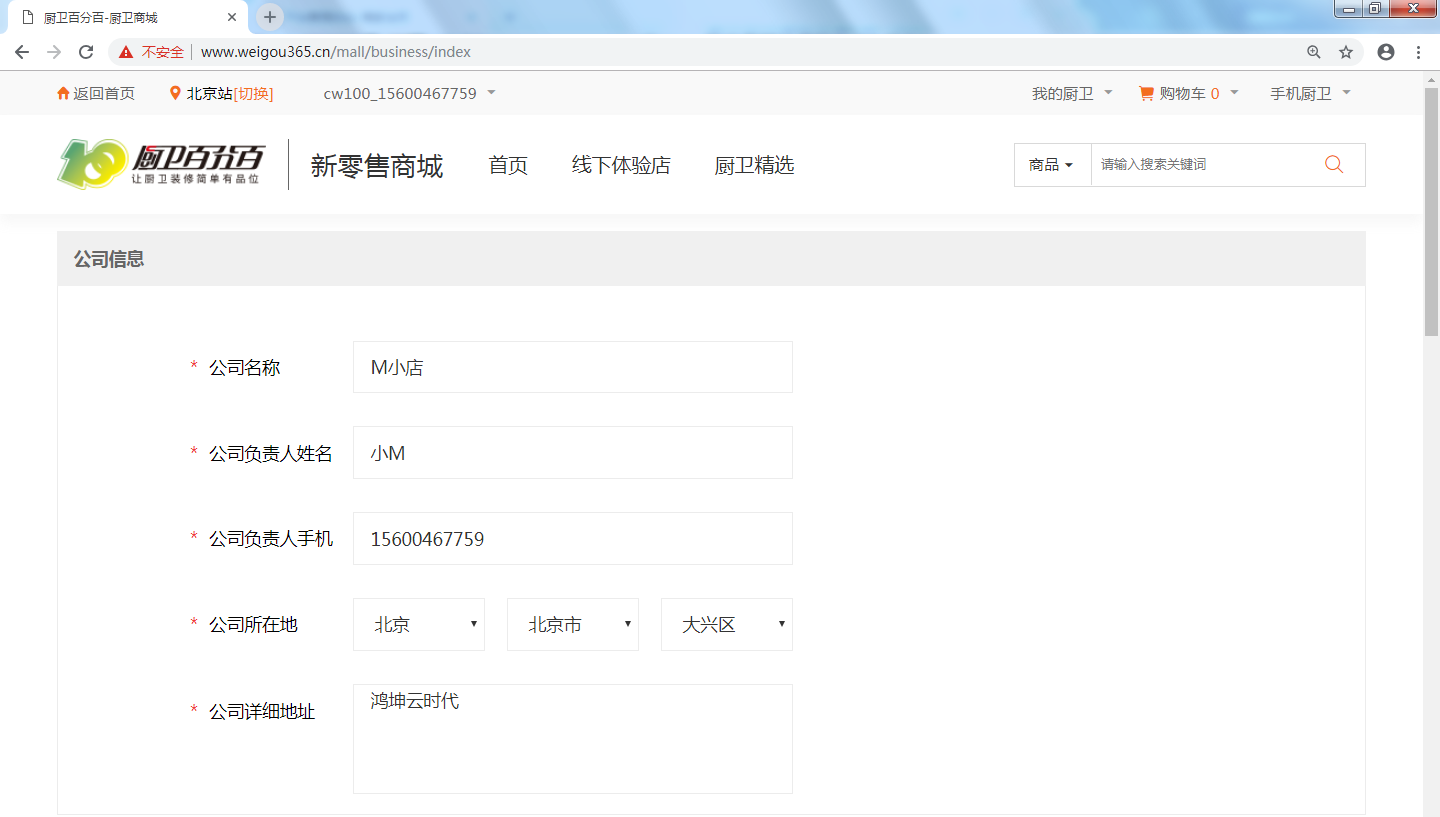 厨卫百分百-厨卫商城
不安全 www.weigou365.cn/mall/business/index
返回首页 北京站[切换] cw100_15600467759 我的厨卫 购物车 0 手机厨卫
厨卫百分百
让厨卫装修简单有品位
新零售商城 首页 线下体验店 厨卫精选 商品 请输入搜索关键词
公司信息
* 公司名称 M小店
* 公司负责人姓名 小M
* 公司负责人手机 15600467759
* 公司所在地 北京 北京市 大兴区
* 公司详细地址 鸿坤云时代